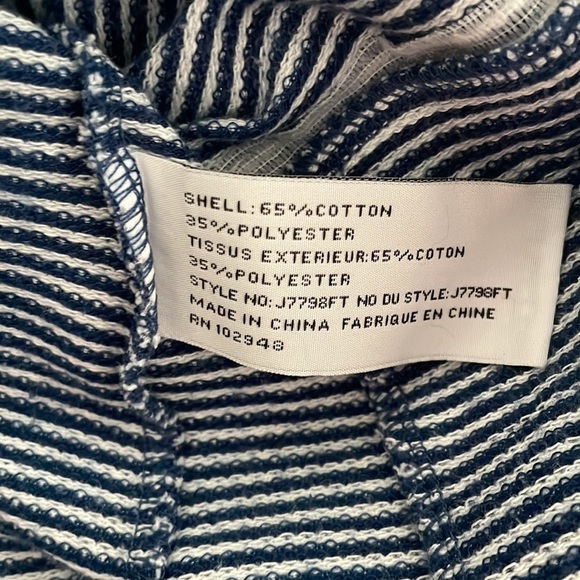 SHELL: 65%COTTON
35%POLYESTER
TISSUS EXTERIEUR:65%COTON
35%POLYESTER
STYLE NO:J7798FT NO DU STYLE:J7798FT
MADE IN CHINA FABRIQUE EN CHINE
RN 102948